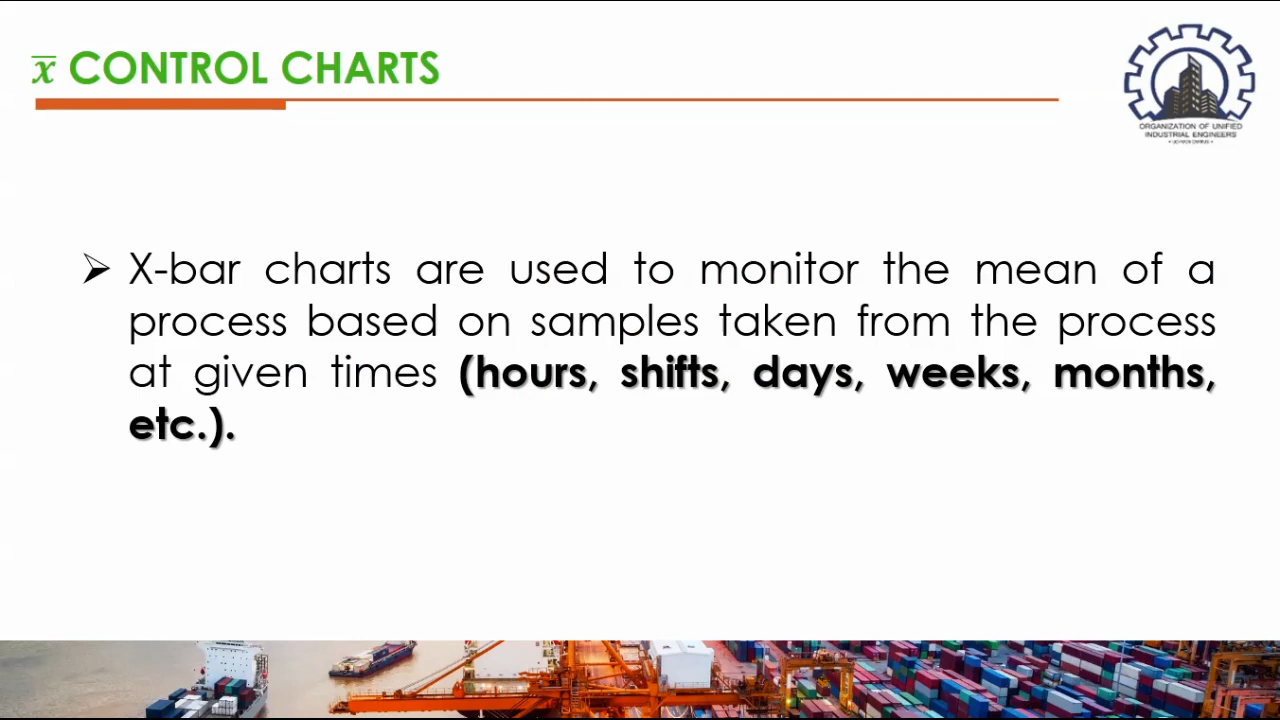 x̅ CONTROL CHARTS
ORGANIZATION OF UNIFIED
INDUSTRIAL ENGINEERS
➢ X-bar charts are used to monitor the mean of a
process based on samples taken from the process
at given times (hours, shifts, days, weeks, months,
etc.).